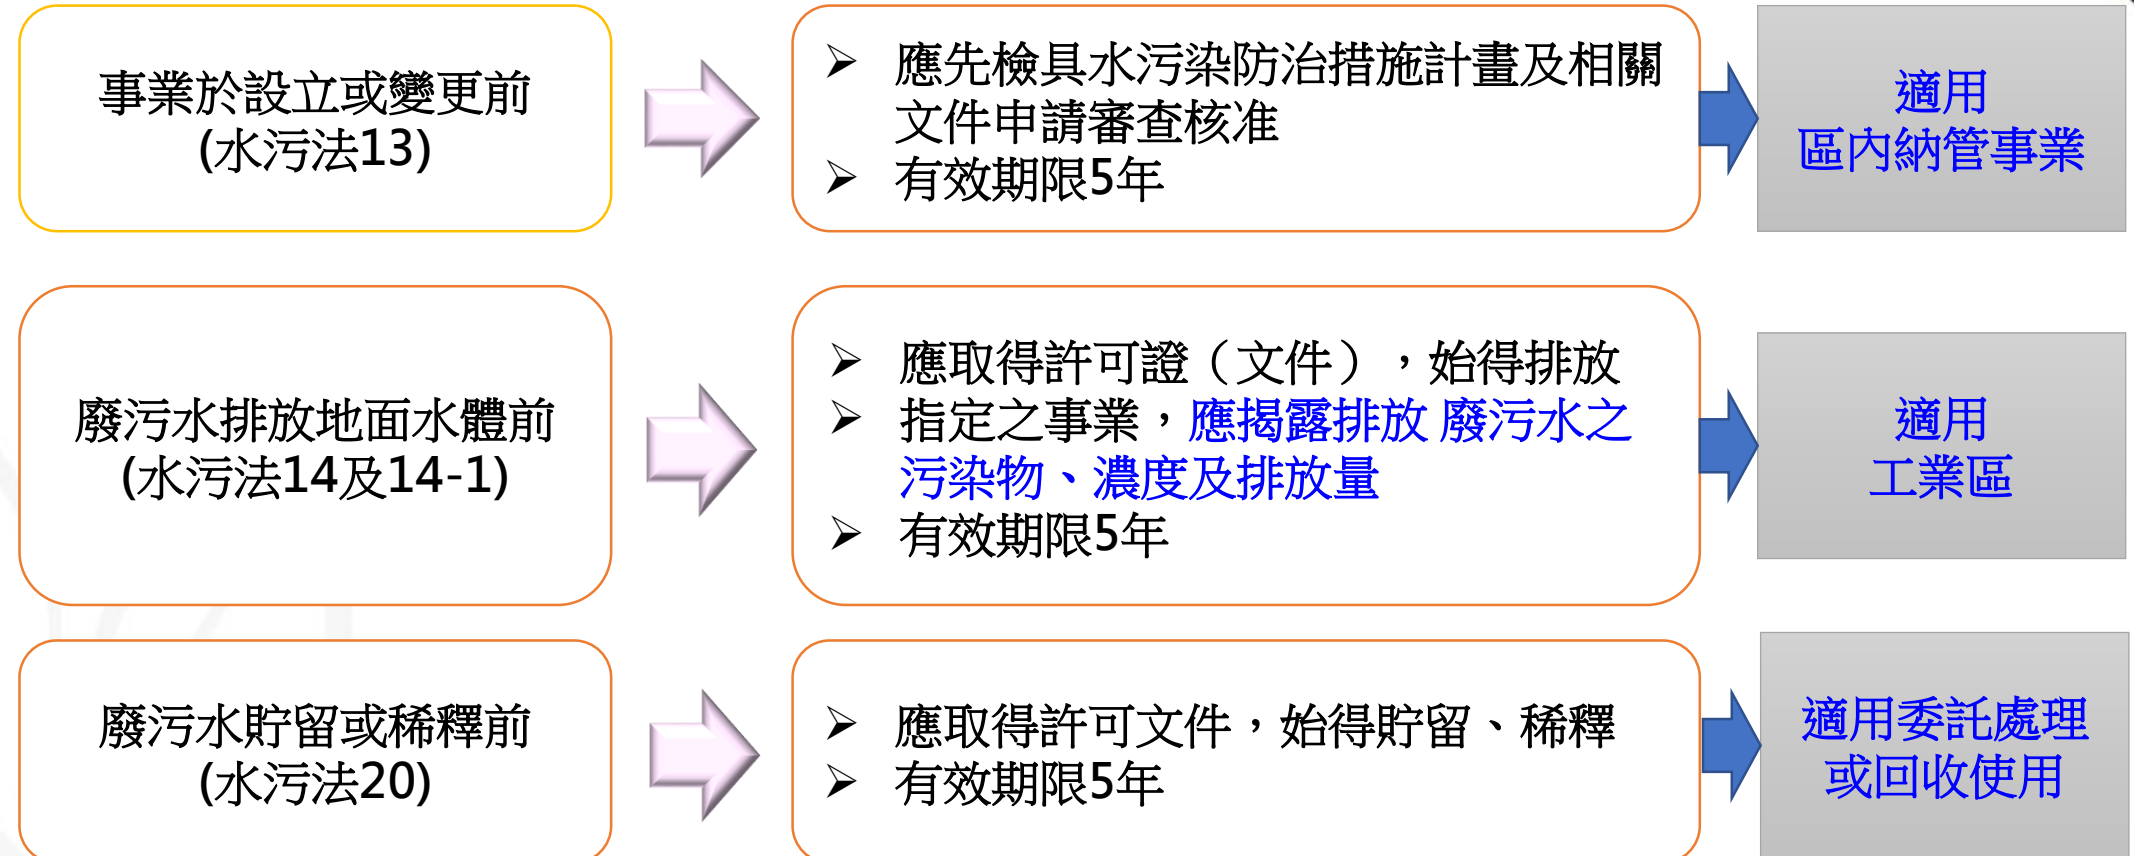 事業於設立或變更前
(水污法13)
➢ 應先檢具水污染防治措施計畫及相關
文件申請審查核准
➢ 有效期限5年
適用
區內納管事業
廢污水排放地面水體前
(水污法14及14-1)
➢ 應取得許可證（文件），始得排放
➢ 指定之事業，應揭露排放 廢污水之
污染物、濃度及排放量
➢ 有效期限5年
適用
工業區
廢污水貯留或稀釋前
(水污法20)
➢ 應取得許可文件，始得貯留、稀釋
➢ 有效期限5年
適用委託處理
或回收使用